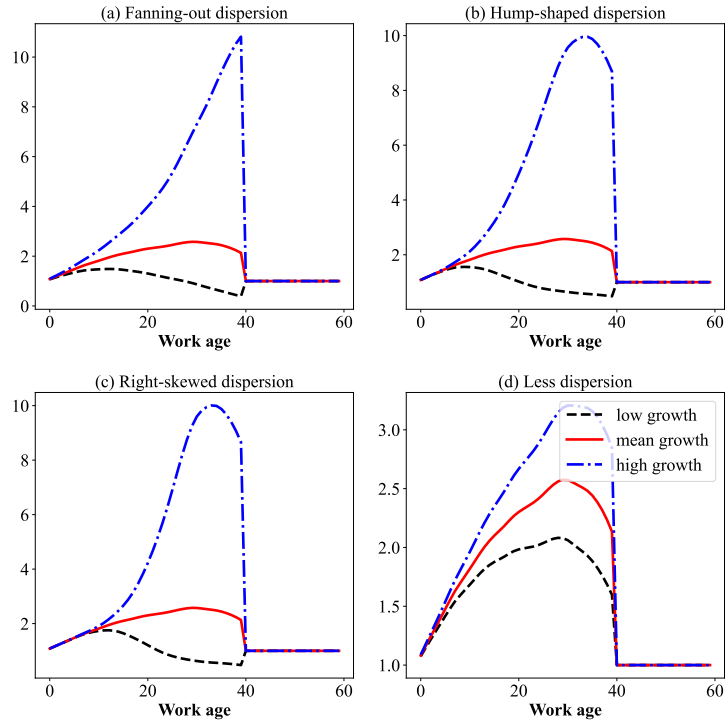 (a) Fanning-out dispersion
10
8
6
4
2
0
0 20 40 60
Work age
(b) Hump-shaped dispersion
10
8
6
4
2
0 20 40 60
Work age
(c) Right-skewed dispersion
10
8
6
4
2
0 20 40 60
Work age
(d) Less dispersion
low growth
mean growth
high growth
3.0
2.5
2.0
1.5
1.0
0 20 40 60
Work age